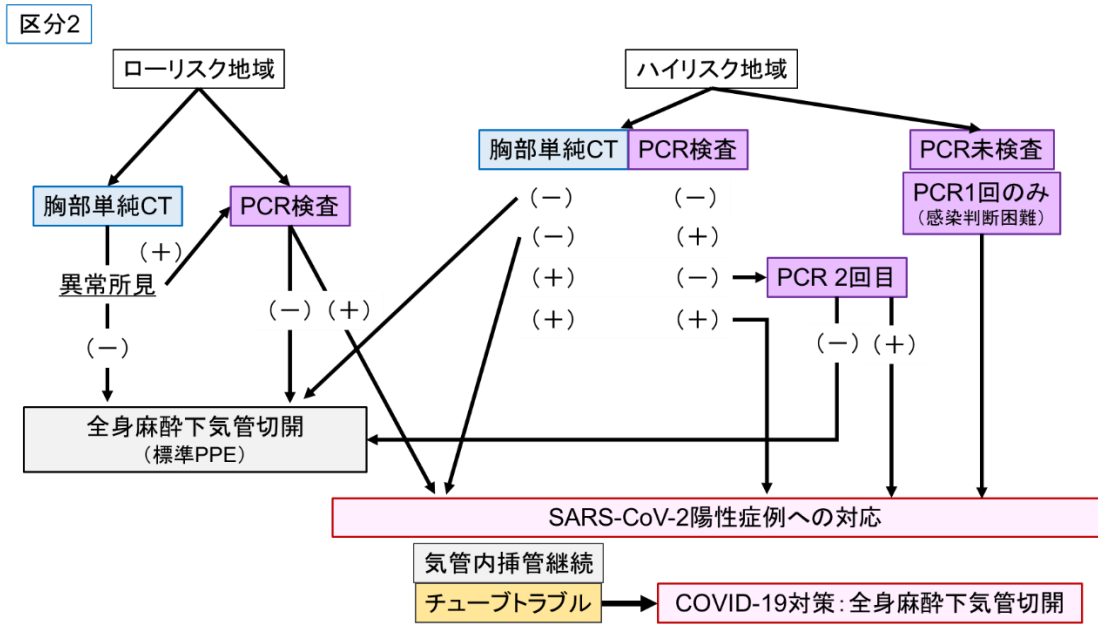 区分2
ローリスク地域
ハイリスク地域
胸部単純CT
PCR検査
胸部単純CT
PCR検査
PCR未検査
PCR1回のみ
（感染判断困難）
（＋）
異常所見
（－）
（－）
（＋）
（－）
（－）
（－）
（＋）
（＋）
（－）
PCR 2回目
（＋）
（＋）
（－）
（＋）
全身麻酔下気管切開
（標準PPE）
SARS-CoV-2陽性症例への対応
気管内挿管継続
チューブトラブル
COVID-19対策：全身麻酔下気管切開